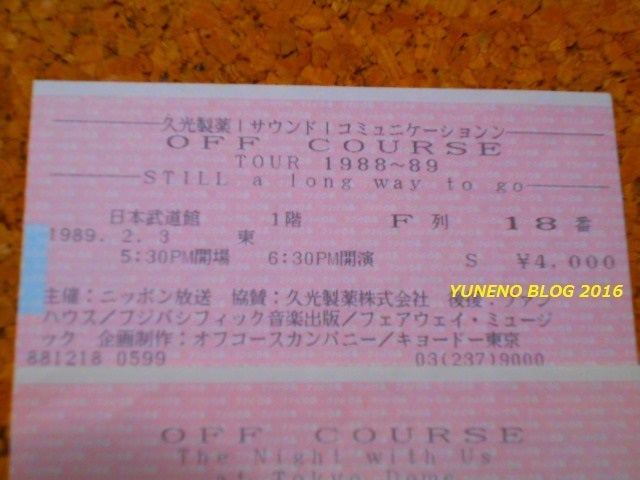 久光製薬|サウンド|コミュニケーションン
OFF COURSE
TOUR 1988~89
STILL a long way to go
日本武道館 1階 F 列 18 番
1989. 2. 3 東
5:30PM開場 6:30PM開演 S ¥4,000
YUNENO BLOG 2016
主催:ニッポン放送 協賛:久光製薬株式会社
ハウス/フジパシフィック音楽出版/フェアウェイ・ミュージ
ック 企画制作:オフコースカンパニー/キョードー東京
881218 0599 03(237)9000
OFF COURSE
The Night with Us
at Tokyo Dome